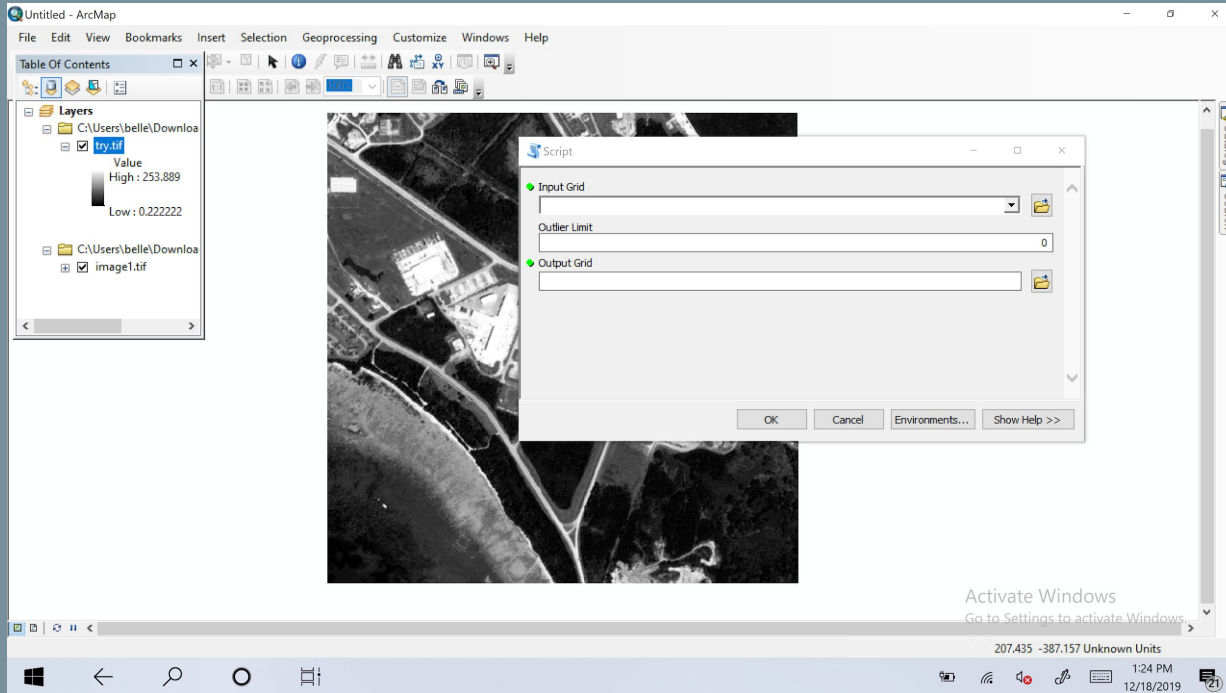 Untitled - ArcMap
File Edit View Bookmarks Insert Selection Geoprocessing Customize Windows Help
Table Of Contents
100%
Layers
C:\Users\belle\Downloa
try.tif
Value
High : 253.889
Low : 0.222222
C:\Users\belle\Downloa
image1.tif
Script
Input Grid
Outlier Limit
0
Output Grid
OK Cancel Environments... Show Help >>
Activate Windows
Go to Settings to activate Windows.
207.435 -387.157 Unknown Units
1:24 PM
12/18/2019
21